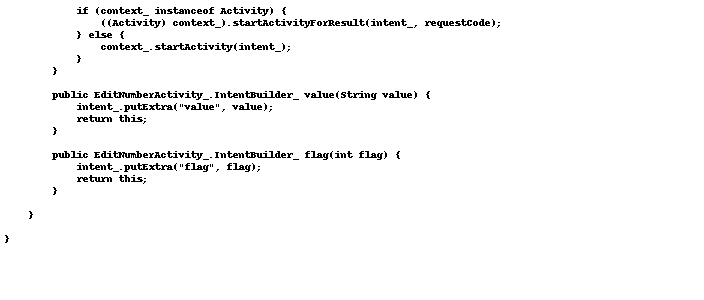 if (context_ instanceof Activity) {
((Activity) context_).startActivityForResult(intent_, requestCode);
} else {
context_.startActivity(intent_);
}
}
public EditNumberActivity_.IntentBuilder_ value(String value) {
intent_.putExtra("value", value);
return this;
}
public EditNumberActivity_.IntentBuilder_ flag(int flag) {
intent_.putExtra("flag", flag);
return this;
}
}
}